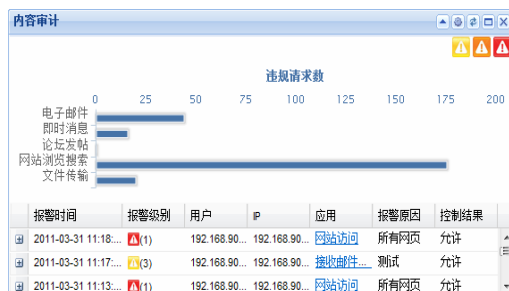 内容审计
违规请求数
0 25 50 75 100 125 150 175 200
电子邮件
即时消息
论坛发帖
网站浏览搜索
文件传输
报警时间 报警级别 用户 IP 应用 报警原因 控制结果
2011-03-31 11:18:... (1) 192.168.90... 192.168.90... 网站访问 所有网页 允许
2011-03-31 11:17:... (3) 192.168.90... 192.168.90... 接收邮件... 测试 允许
2011-03-31 11:13:... (1) 192.168.90... 192.168.90... 网站访问 所有网页 允许